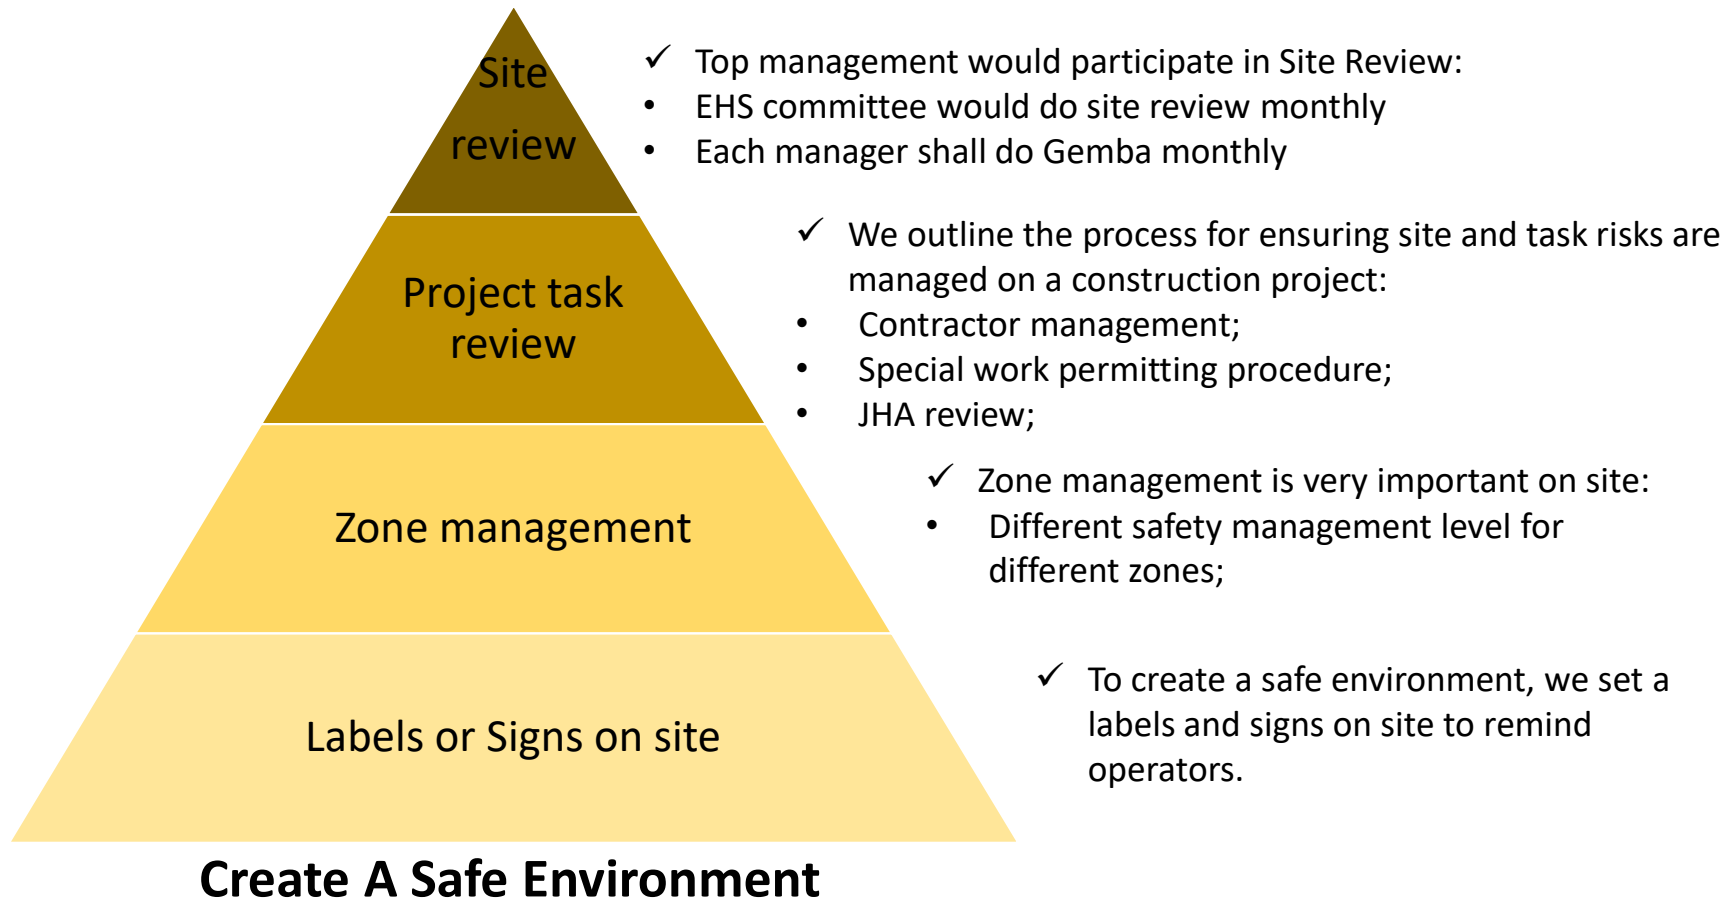 Site
review
✓ Top management would participate in Site Review:
• EHS committee would do site review monthly
• Each manager shall do Gemba monthly
Project task
review
✓ We outline the process for ensuring site and task risks are
managed on a construction project:
• Contractor management;
• Special work permitting procedure;
• JHA review;
Zone management
✓ Zone management is very important on site:
• Different safety management level for
different zones;
Labels or Signs on site
✓ To create a safe environment, we set a
labels and signs on site to remind
operators.
Create A Safe Environment